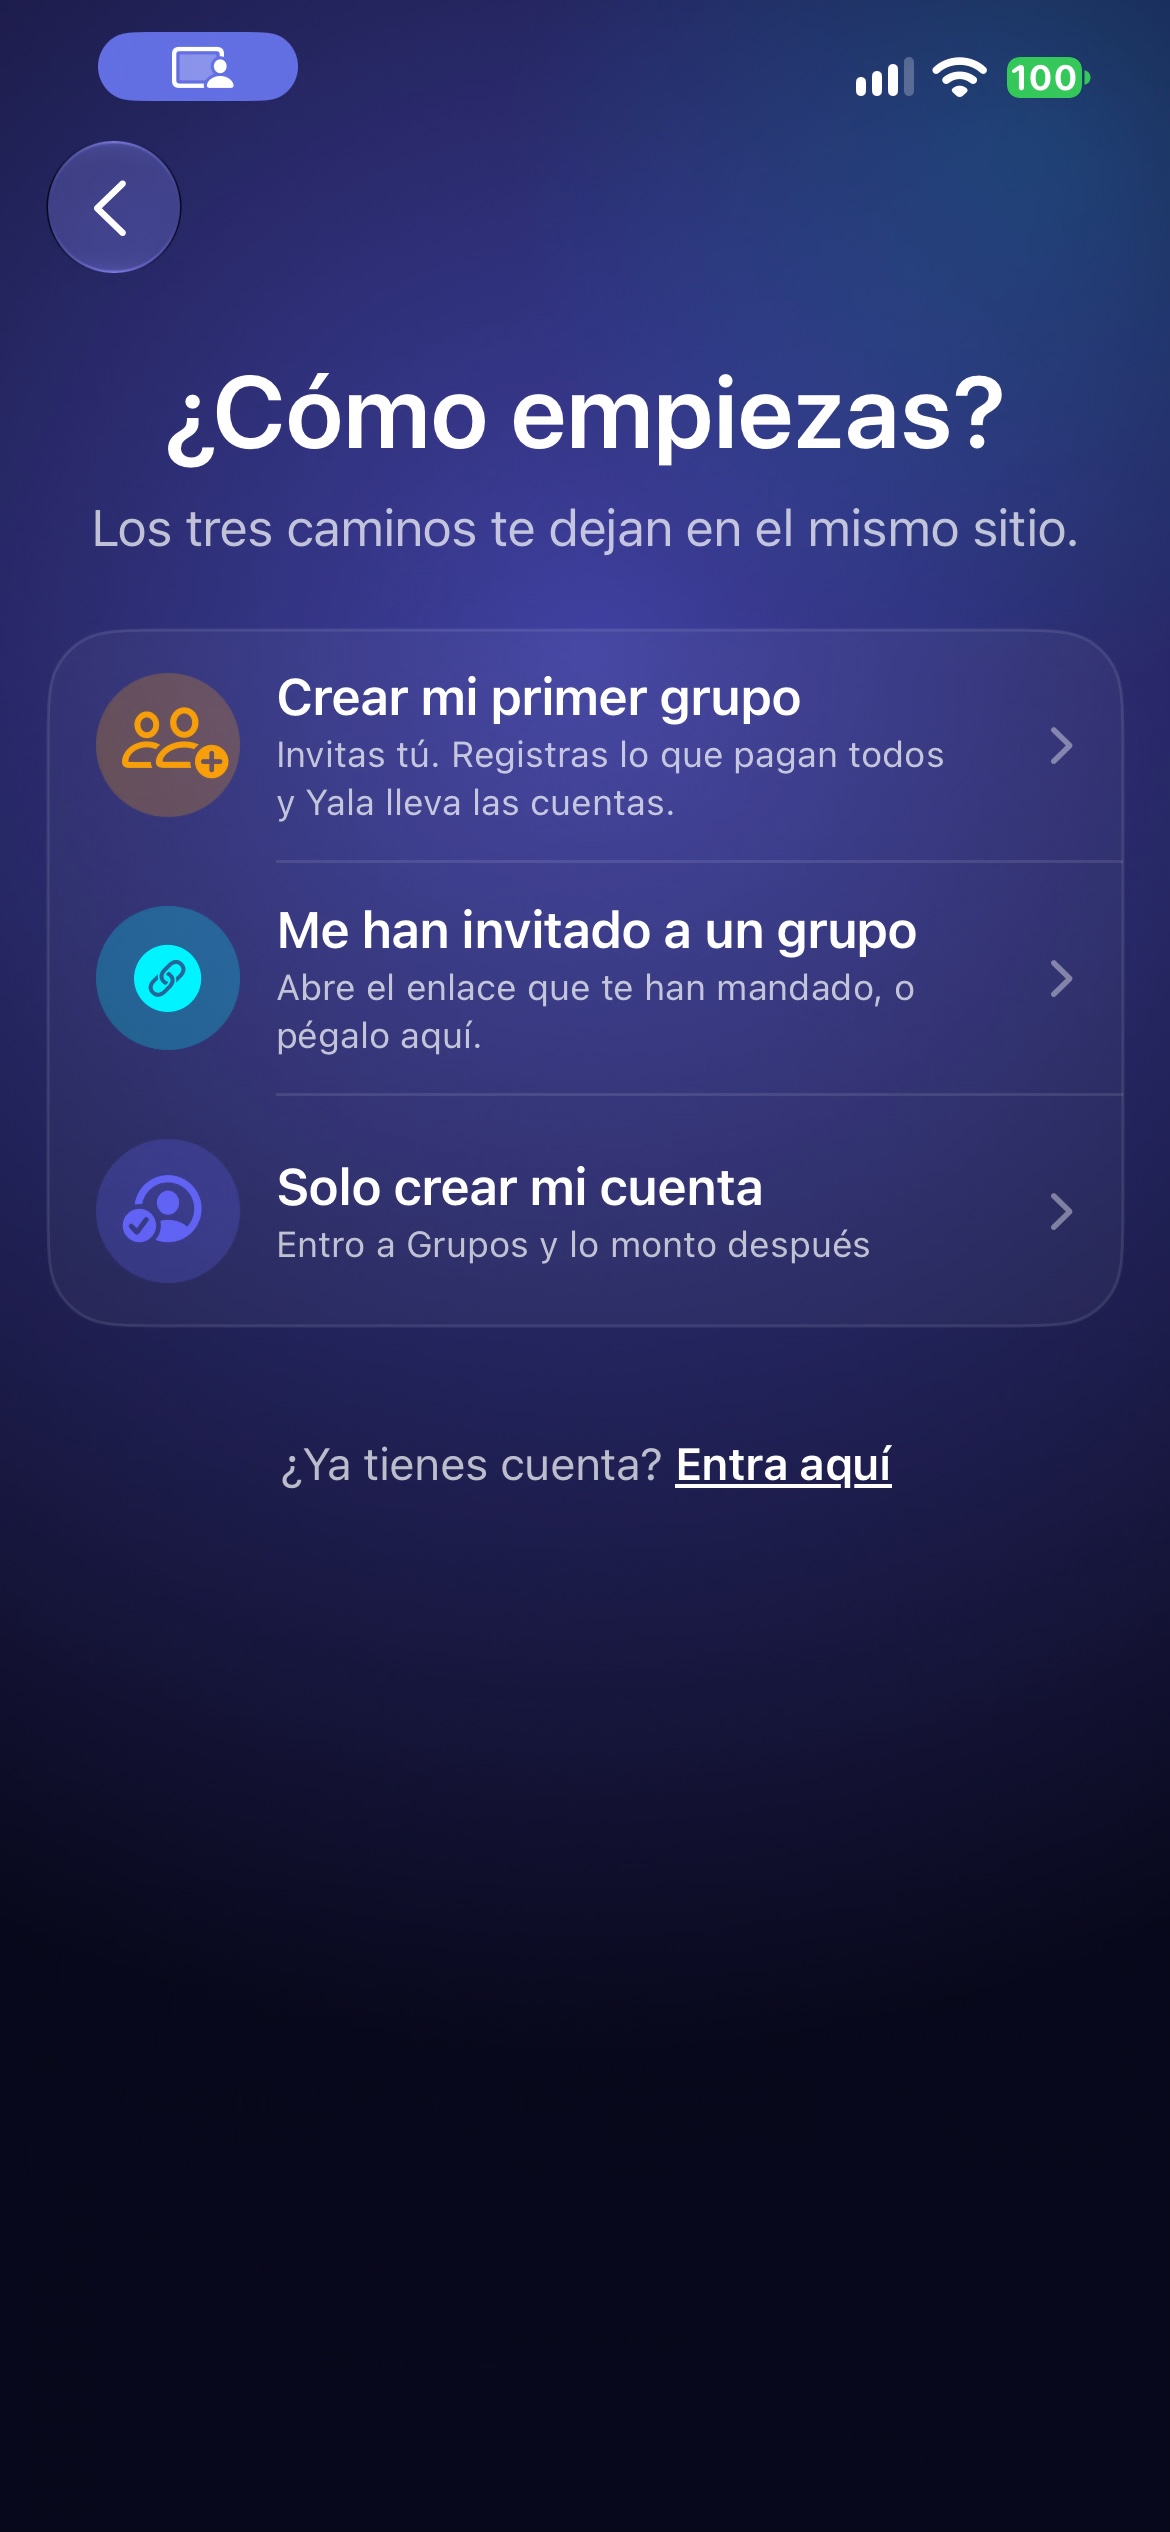 100
¿Cómo empiezas?
Los tres caminos te dejan en el mismo sitio.
Crear mi primer grupo
Invitas tú. Registras lo que pagan todos
y Yala lleva las cuentas.
Me han invitado a un grupo
Abre el enlace que te han mandado, o
pégalo aquí.
Solo crear mi cuenta
Entro a Grupos y lo monto después
¿Ya tienes cuenta? Entra aquí